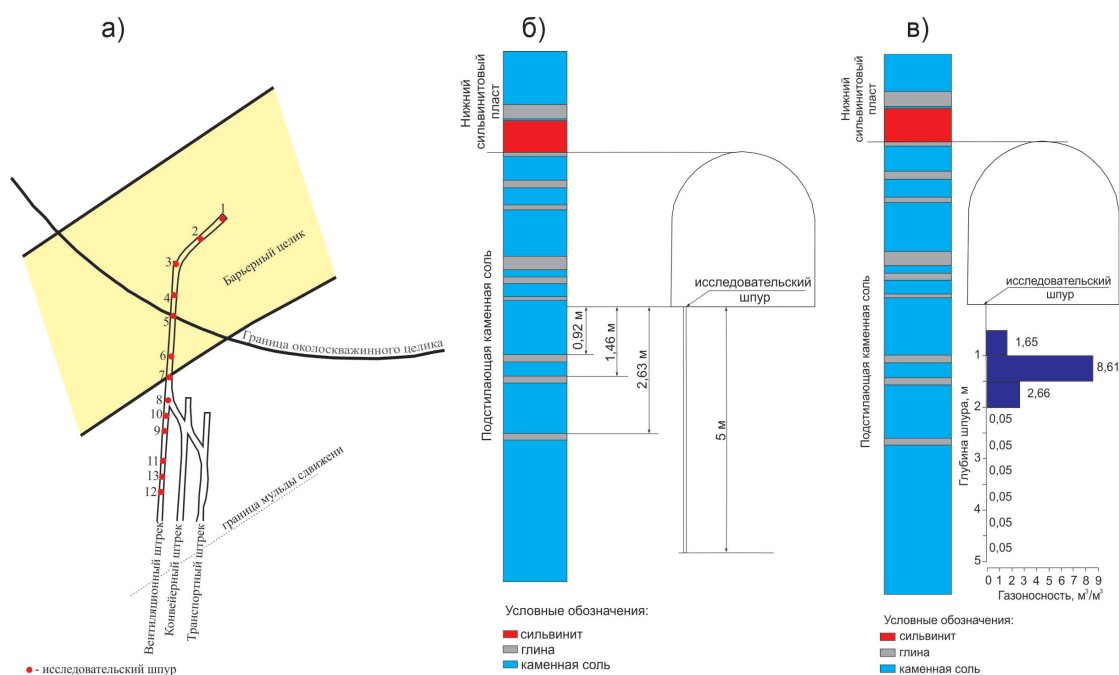 а)
Барьерный целик
Граница околоскважинного целика
граница мульды сдвижени
1
2
3
4
5
6
7
8
10
9
11
13
12
Вентиляционный штрек
Конвейерный штрек
Транспортный штрек
- исследовательский шпур
б)
Нижний
сильвинитовый
пласт
Подстилающая каменная соль
исследовательский
шпур
0,92 м
1,46 м
2,63 м
5 м
Условные обозначения:
сильвинит
глина
каменная соль
в)
Нижний
сильвинитовый
пласт
Подстилающая каменная соль
исследовательский
шпур
Глубина шпура, м
1
2
3
4
5
1,65
8,61
2,66
0,05
0,05
0,05
0,05
0,05
0,05
0 1 2 3 4 5 6 7 8 9
Газоносность, м³/м³
Условные обозначения:
сильвинит
глина
каменная соль